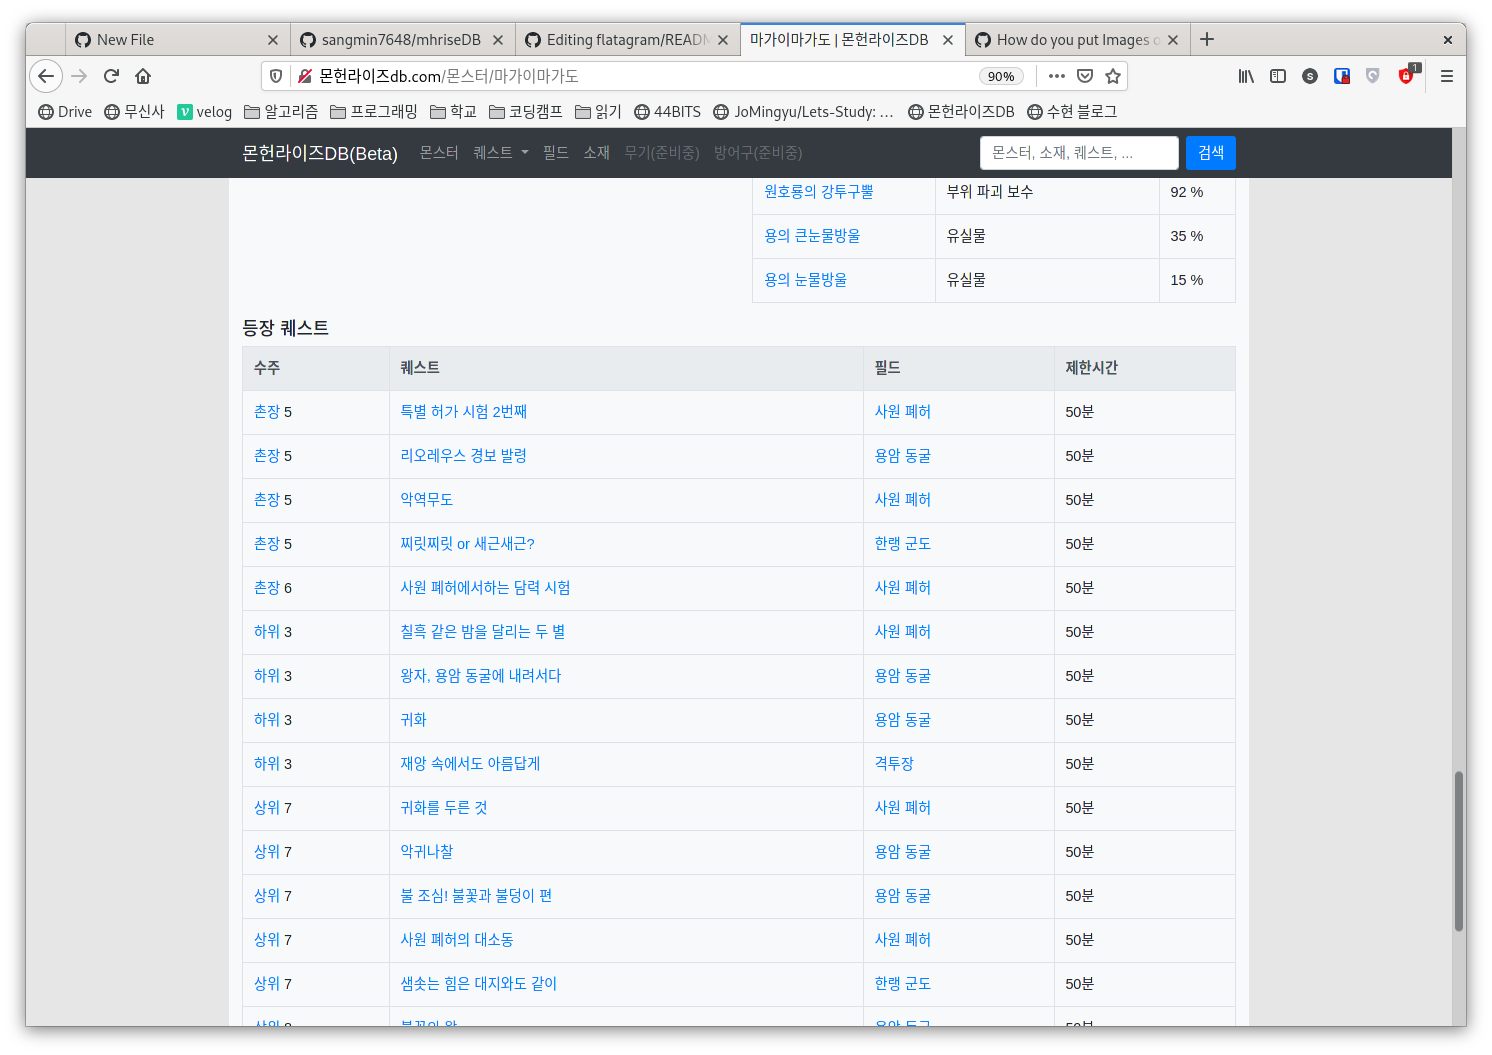 New File
sangmin7648/mhriseDB
Editing flatagram/READM
마가이마가도 | 몬헌라이즈DB
How do you put Images o
몬헌라이즈db.com/몬스터/마가이마가도
90%
S
1
Drive
무신사
velog
알고리즘
프로그래밍
학교
코딩캠프
읽기
44BITS
JoMingyu/Lets-Study: …
몬헌라이즈DB
수현 블로그
몬헌라이즈DB(Beta) 몬스터 퀘스트 필드 소재 무기(준비중) 방어구(준비중)
몬스터, 소재, 퀘스트, ...
검색
원호룡의 강투구뿔 부위 파괴 보수 92 %
용의 큰눈물방울 유실물 35 %
용의 눈물방울 유실물 15 %
등장 퀘스트
수주 퀘스트 필드 제한시간
촌장 5 특별 허가 시험 2번째 사원 폐허 50분
촌장 5 리오레우스 경보 발령 용암 동굴 50분
촌장 5 악역무도 사원 폐허 50분
촌장 5 찌릿찌릿 or 새근새근? 한랭 군도 50분
촌장 6 사원 폐허에서하는 담력 시험 사원 폐허 50분
하위 3 칠흑 같은 밤을 달리는 두 별 사원 폐허 50분
하위 3 왕자, 용암 동굴에 내려서다 용암 동굴 50분
하위 3 귀화 용암 동굴 50분
하위 3 재앙 속에서도 아름답게 격투장 50분
상위 7 귀화를 두른 것 사원 폐허 50분
상위 7 악귀나찰 용암 동굴 50분
상위 7 불 조심! 불꽃과 불덩이 편 용암 동굴 50분
상위 7 사원 폐허의 대소동 사원 폐허 50분
상위 7 샘솟는 힘은 대지와도 같이 한랭 군도 50분